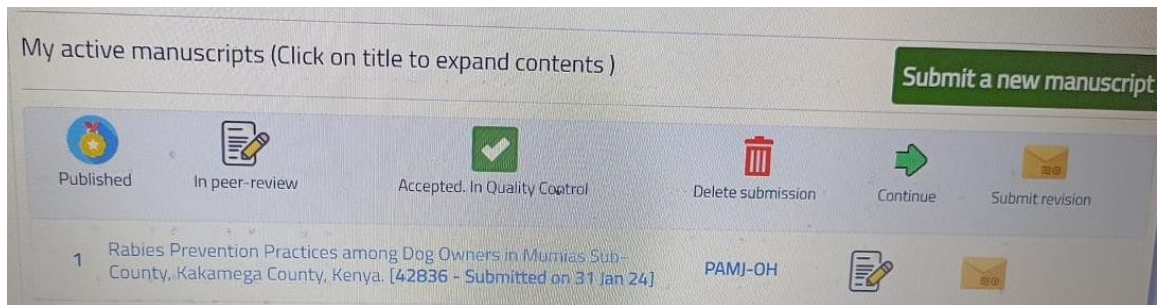 My active manuscripts (Click on title to expand contents )
Submit a new manuscript
Published
In peer-review
Accepted. In Quality Control
Delete submission
Continue
Submit revision
1
Rabies Prevention Practices among Dog Owners in Mumias Sub-
County, Kakamega County, Kenya. [42836 - Submitted on 31 Jan 24]
PAMJ-OH